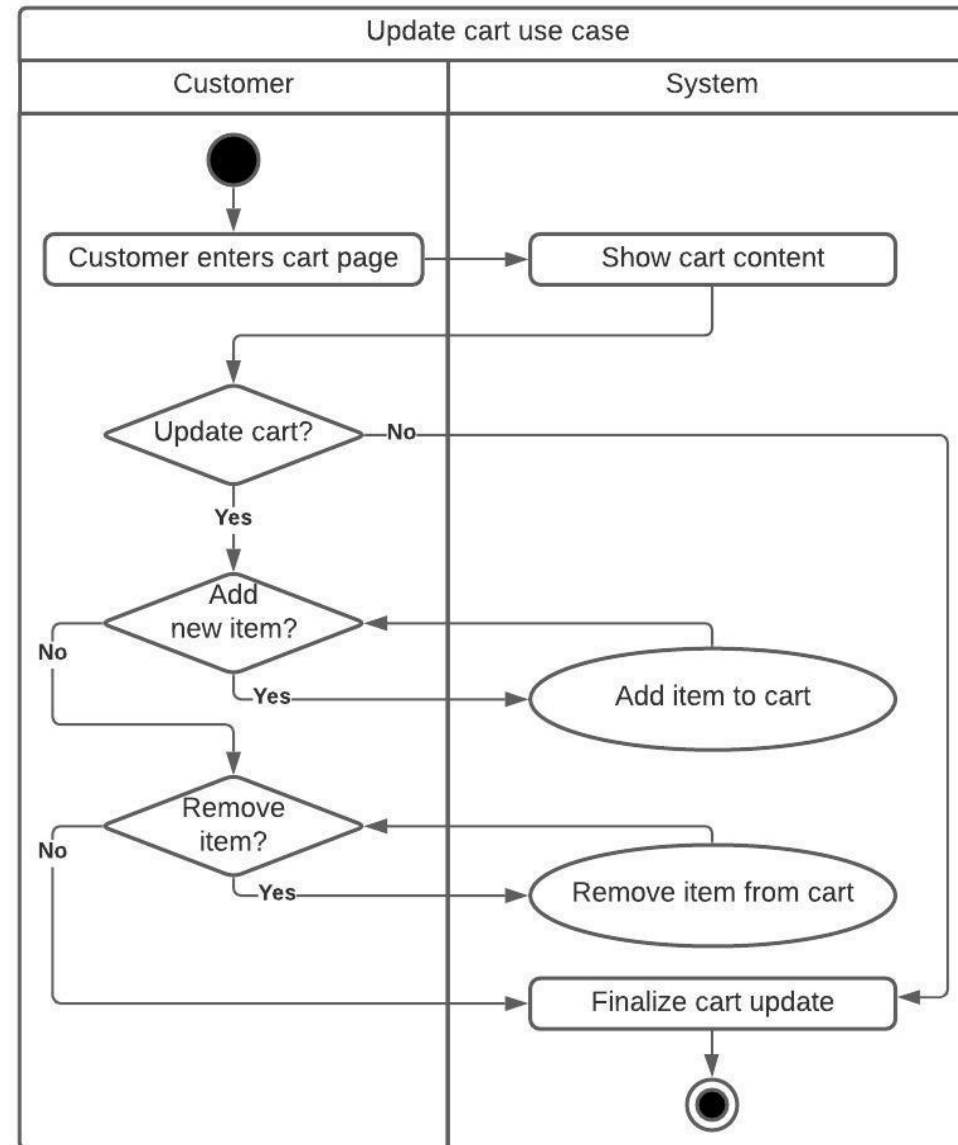 Update cart use case
Customer
System
Customer enters cart page
Show cart content
Update cart?
No
Yes
Add
new item?
No
Yes
Add item to cart
Remove
item?
No
Yes
Remove item from cart
Finalize cart update